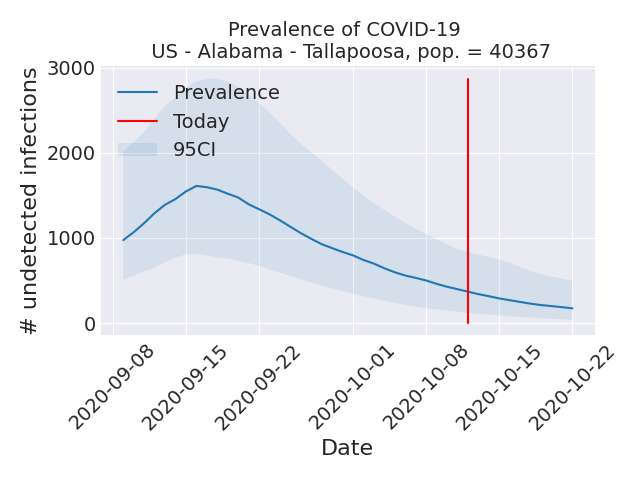 Prevalence of COVID-19
US - Alabama - Tallapoosa, pop. = 40367
# undetected infections
3000
2000
1000
0
Prevalence
Today
95CI
2020-09-08
2020-09-15
2020-09-22
2020-10-01
2020-10-08
2020-10-15
2020-10-22
Date